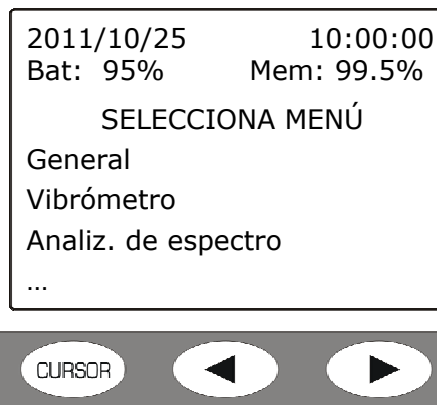 2011/10/25 10:00:00
Bat: 95% Mem: 99.5%
SELECCIONA MENÚ
General
Vibrómetro
Analiz. de espectro
...
CURSOR